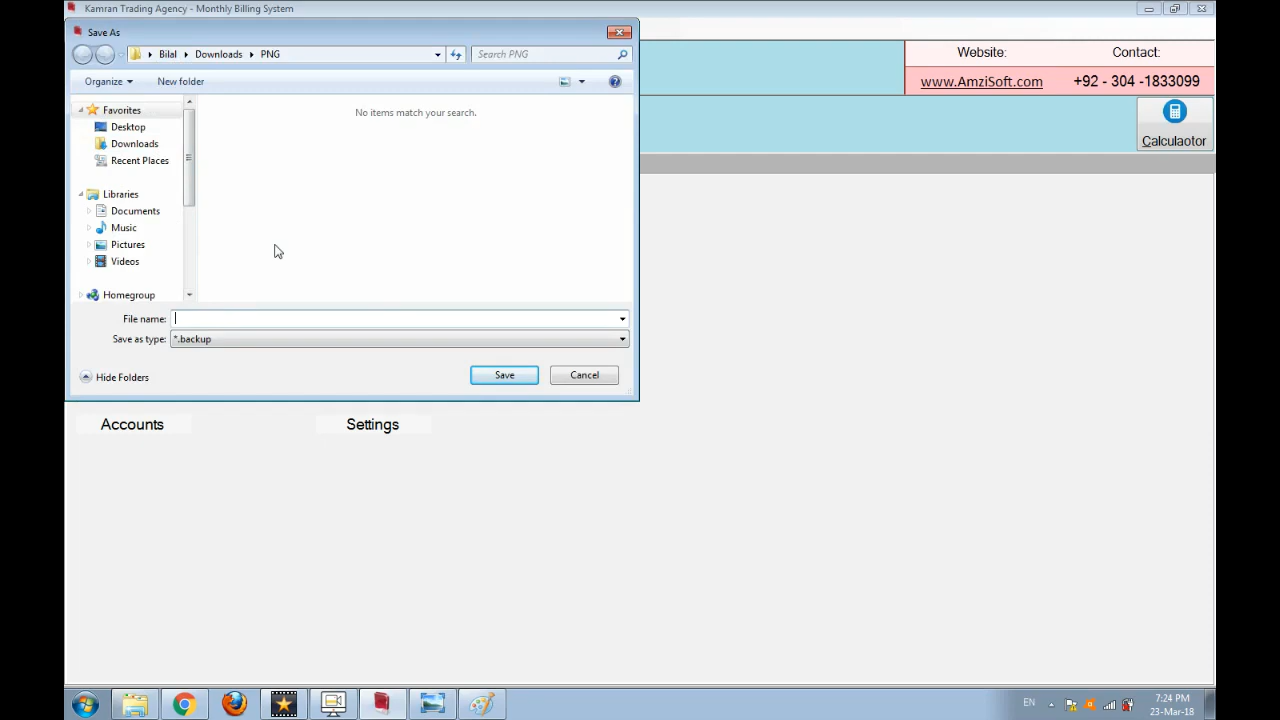 Kamran Trading Agency - Monthly Billing System
Save As
Bilal Downloads PNG
Search PNG
Website:
Contact:
Organize
New folder
www.AmziSoft.com
+92 - 304 -1833099
Favorites
No items match your search.
Desktop
Downloads
Calculaotor
Recent Places
Libraries
Documents
Music
Pictures
Videos
Homegroup
File name:
Save as type:
*.backup
Hide Folders
Save
Cancel
Accounts
Settings
EN
7:24 PM
23-Mar-18